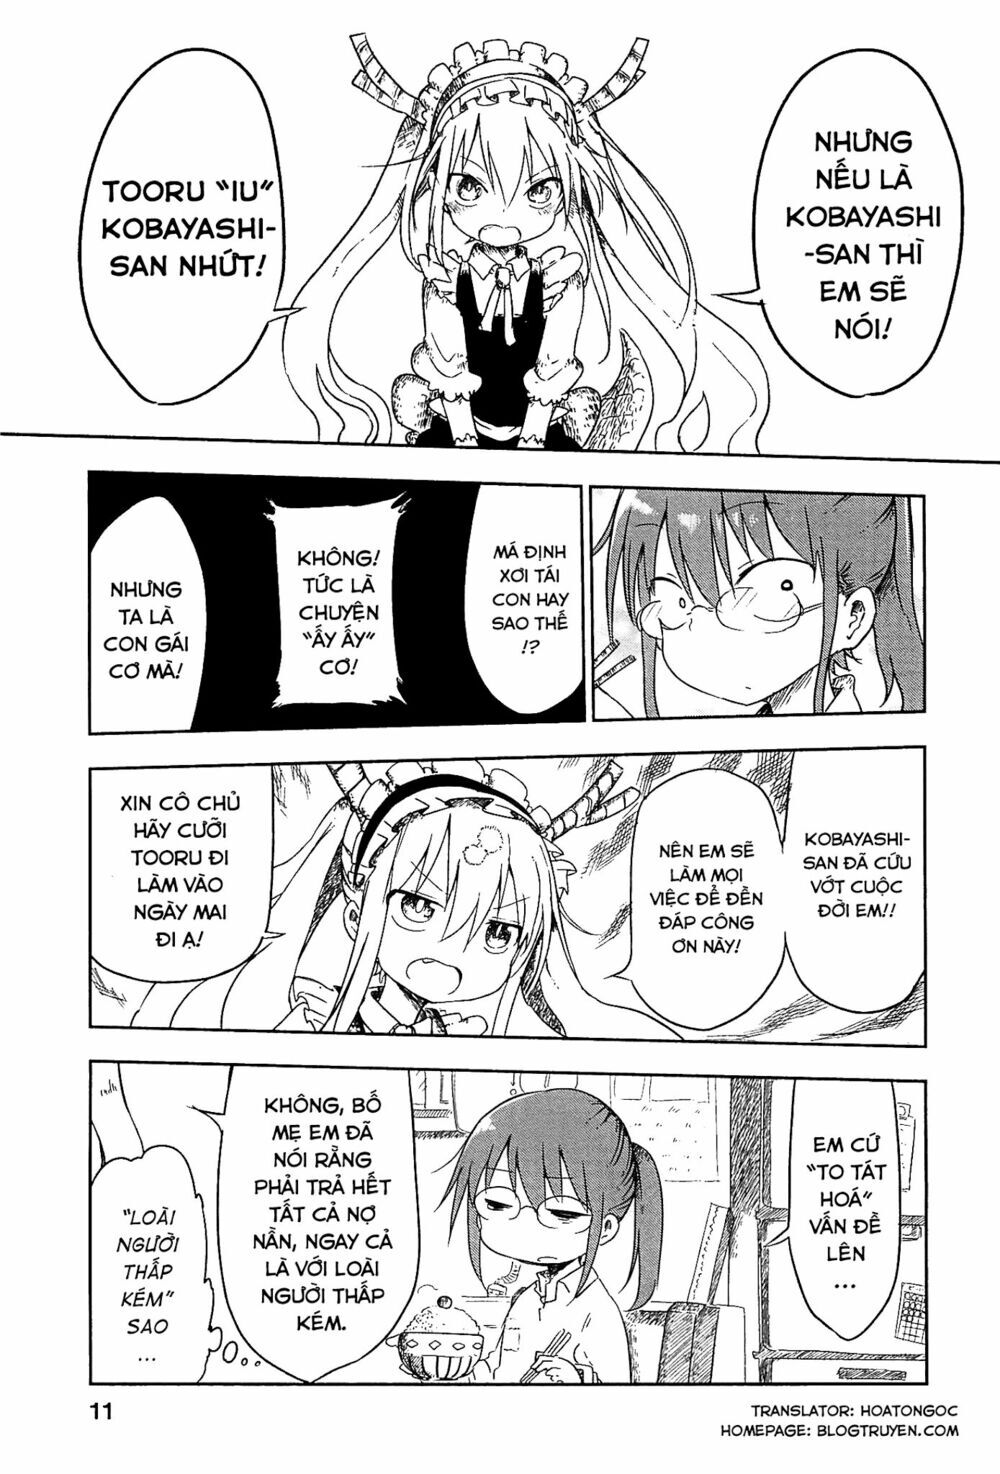 NHƯNG
NẾU LÀ
KOBAYASHI
-SAN THÌ
EM SẼ
NÓI!
TOORU "IU"
KOBAYASHI-
SAN NHỨT!
MÁ ĐỊNH
XƠI TÁI
CON HAY
SAO THẾ
!?
KHÔNG!
TỨC LÀ
CHUYỆN
"ẤY ẤY"
CƠ!
NHƯNG
TA LÀ
CON GÁI
CƠ MÀ!
KOBAYASHI-
SAN ĐÃ CỨU
VỚT CUỘC
ĐỜI EM!!
NÊN EM SẼ
LÀM MỌI
VIỆC ĐỂ ĐỀN
ĐÁP CÔNG
ƠN NÀY!
XIN CÔ CHỦ
HÃY CƯỠI
TOORU ĐI
LÀM VÀO
NGÀY MAI
ĐI Ạ!
EM CỨ
"TO TÁT
HOÁ"
VẤN ĐỀ
LÊN
...
KHÔNG, BỐ
MẸ EM ĐÃ
NÓI RẰNG
PHẢI TRẢ HẾT
TẤT CẢ NỢ
NẦN, NGAY CẢ
LÀ VỚI LOÀI
NGƯỜI THẤP
KÉM.
"LOÀI
NGƯỜI
THẤP
KÉM"
SAO
...
11
TRANSLATOR: HOATONGOC
HOMEPAGE: BLOGTRUYEN.COM